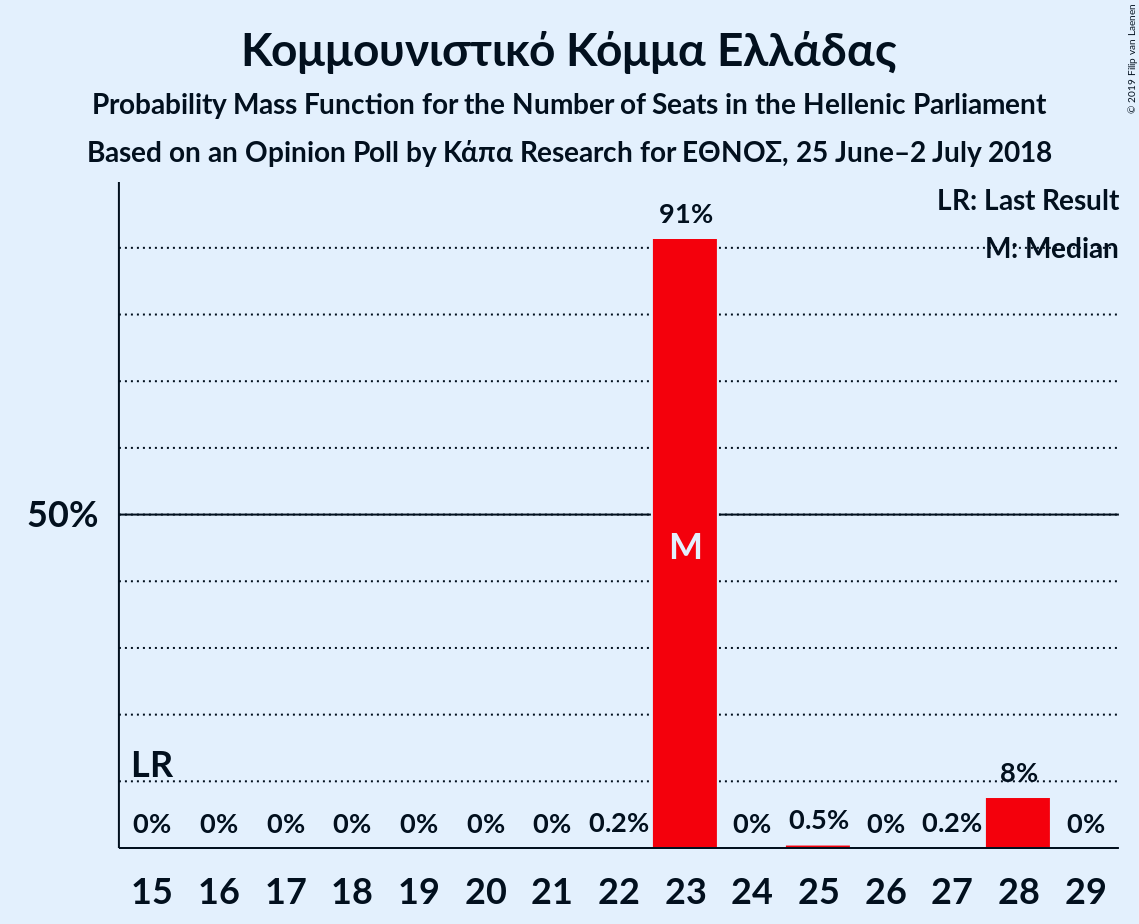 Κομμουνιστικό Κόμμα Ελλάδας
Probability Mass Function for the Number of Seats in the Hellenic Parliament
Based on an Opinion Poll by Κάπα Research for ΕΘΝΟΣ, 25 June–2 July 2018
© 2019 Filip van Laenen
LR: Last Result
M: Median
91%
50%
M
LR
8%
0% 0% 0% 0% 0% 0% 0% 0.2% 0% 0.5% 0% 0.2% 0%
15 16 17 18 19 20 21 22 23 24 25 26 27 28 29